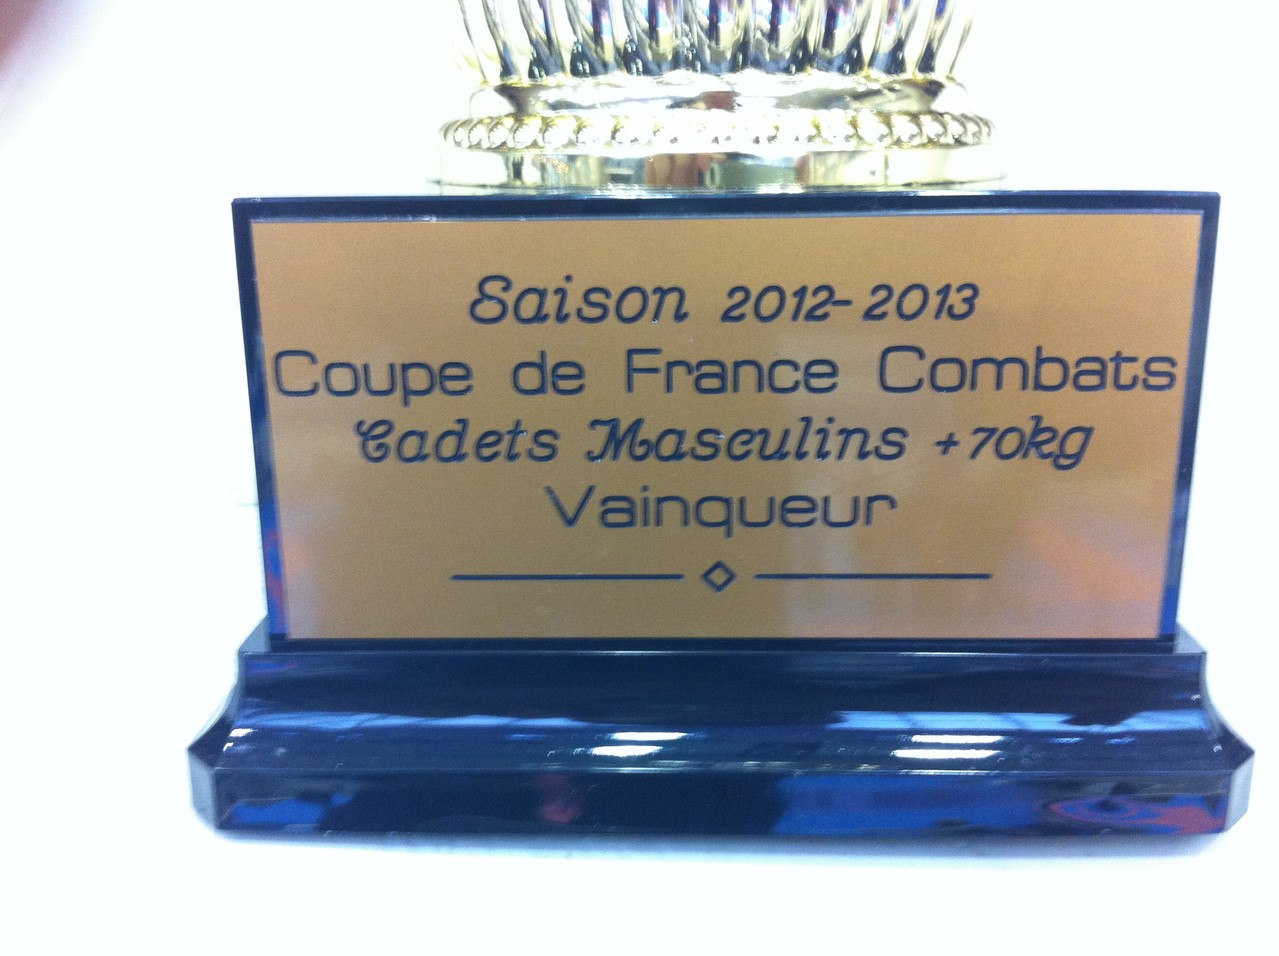 Saison 2012-2013
Coupe de France Combats
Cadets Masculins +70kg
Vainqueur